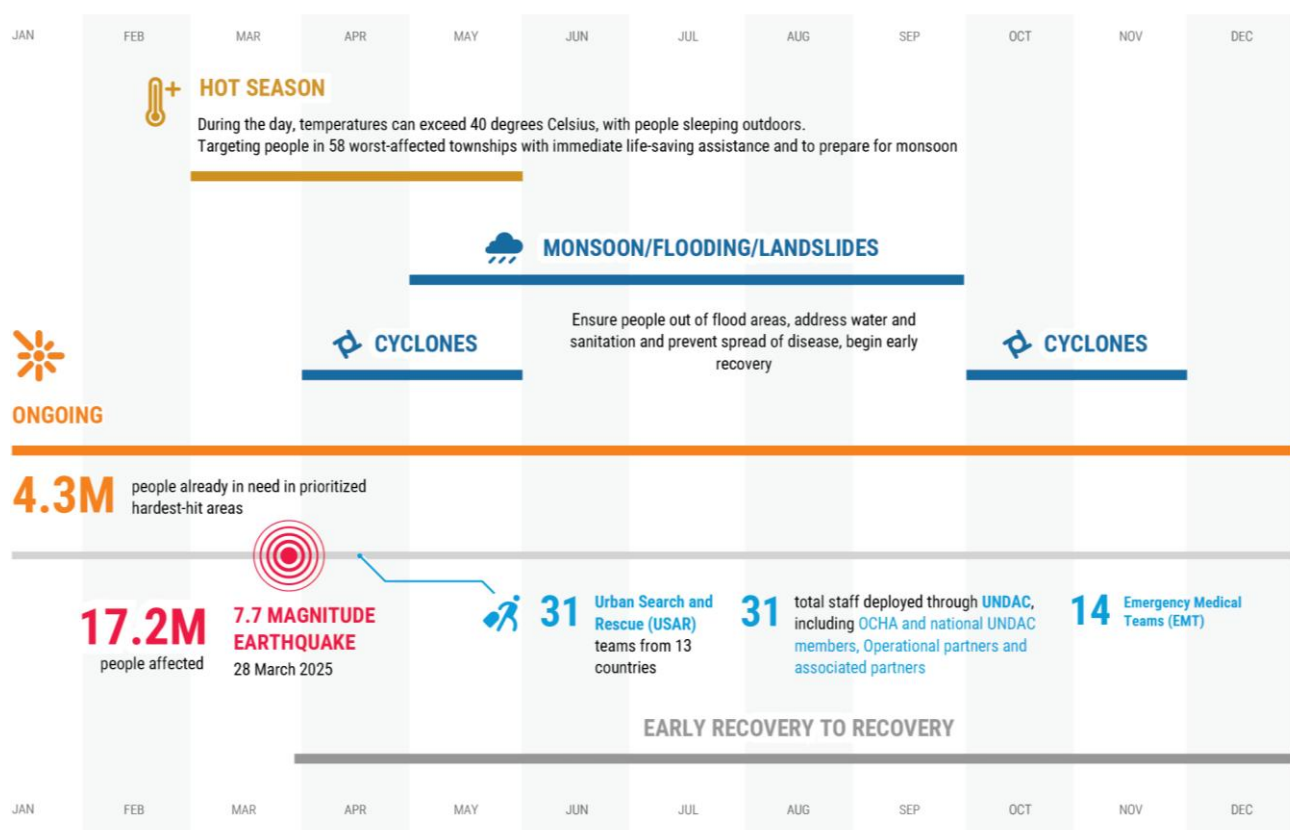 JAN FEB MAR APR MAY JUN JUL AUG SEP OCT NOV DEC
HOT SEASON
During the day, temperatures can exceed 40 degrees Celsius, with people sleeping outdoors.
Targeting people in 58 worst-affected townships with immediate life-saving assistance and to prepare for monsoon
MONSOON/FLOODING/LANDSLIDES
Ensure people out of flood areas, address water and
sanitation and prevent spread of disease, begin early
recovery
CYCLONES
CYCLONES
ONGOING
4.3M
people already in need in prioritized
hardest-hit areas
17.2M
people affected
7.7 MAGNITUDE
EARTHQUAKE
28 March 2025
31
Urban Search and
Rescue (USAR)
teams from 13
countries
31
total staff deployed through UNDAC,
including OCHA and national UNDAC
members, Operational partners and
associated partners
14
Emergency Medical
Teams (EMT)
EARLY RECOVERY TO RECOVERY
JAN FEB MAR APR MAY JUN JUL AUG SEP OCT NOV DEC